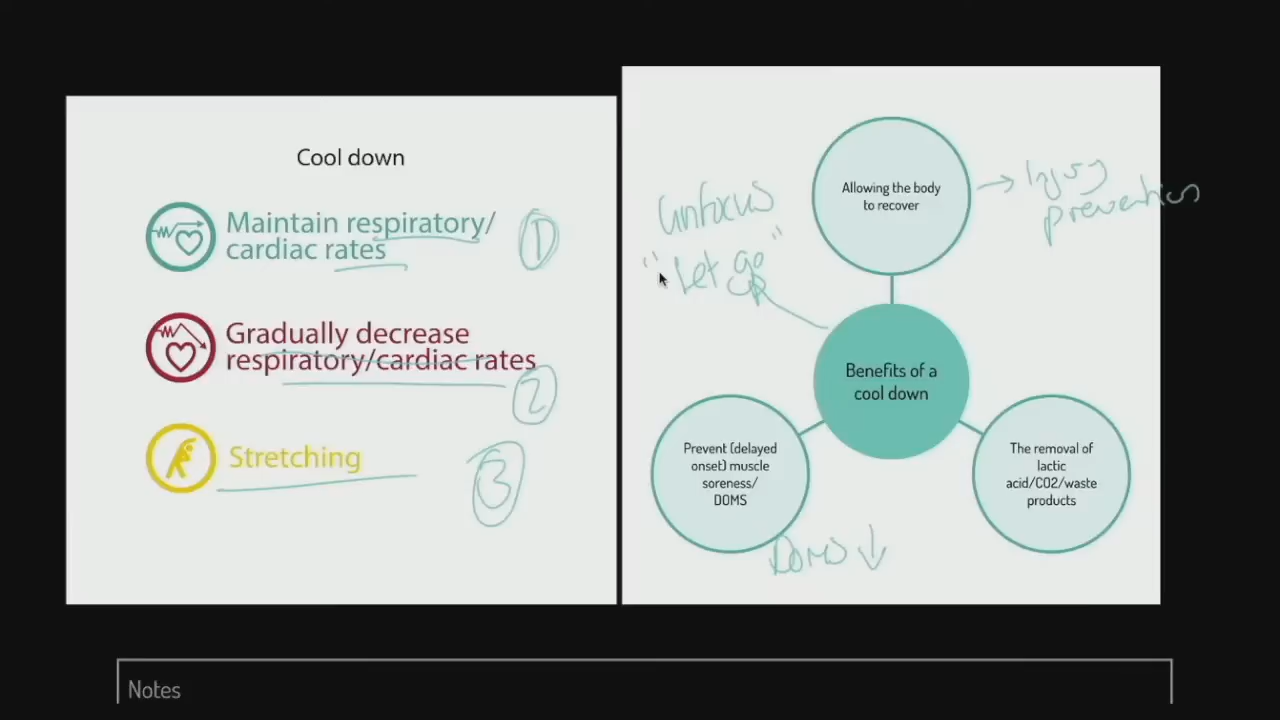 Cool down
Maintain respiratory/
cardiac rates
1
Gradually decrease
respiratory/cardiac rates
2
Stretching
3
Allowing the body
to recover
Injury
prevention
unfocus
"Let go"
Benefits of a
cool down
Prevent (delayed
onset) muscle
soreness/
DOMS
The removal of
lactic
acid/CO2/waste
products
DOMS ↓
Notes